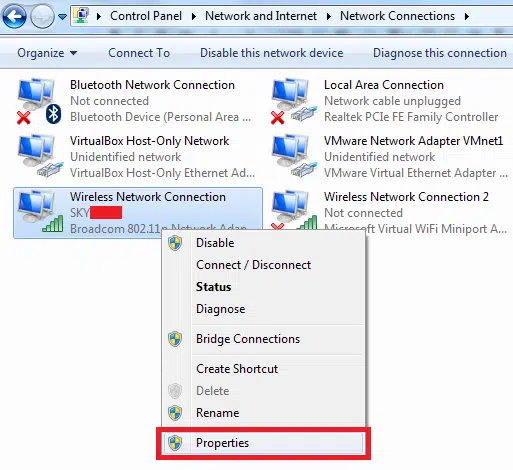 Control Panel Network and Internet Network Connections
Organize Connect To Disable this network device Diagnose this connection
Bluetooth Network Connection
Not connected
Bluetooth Device (Personal Area ...
Local Area Connection
Network cable unplugged
Realtek PCIe FE Family Controller
VirtualBox Host-Only Network
Unidentified network
VirtualBox Host-Only Ethernet Ad...
VMware Network Adapter VMnet1
Unidentified network
VMware Virtual Ethernet Adapter ...
Wireless Network Connection
SKY
Broadcom 802.11n Network Adap...
Wireless Network Connection 2
Not connected
Microsoft Virtual WiFi Miniport A...
Disable
Connect / Disconnect
Status
Diagnose
Bridge Connections
Create Shortcut
Delete
Rename
Properties